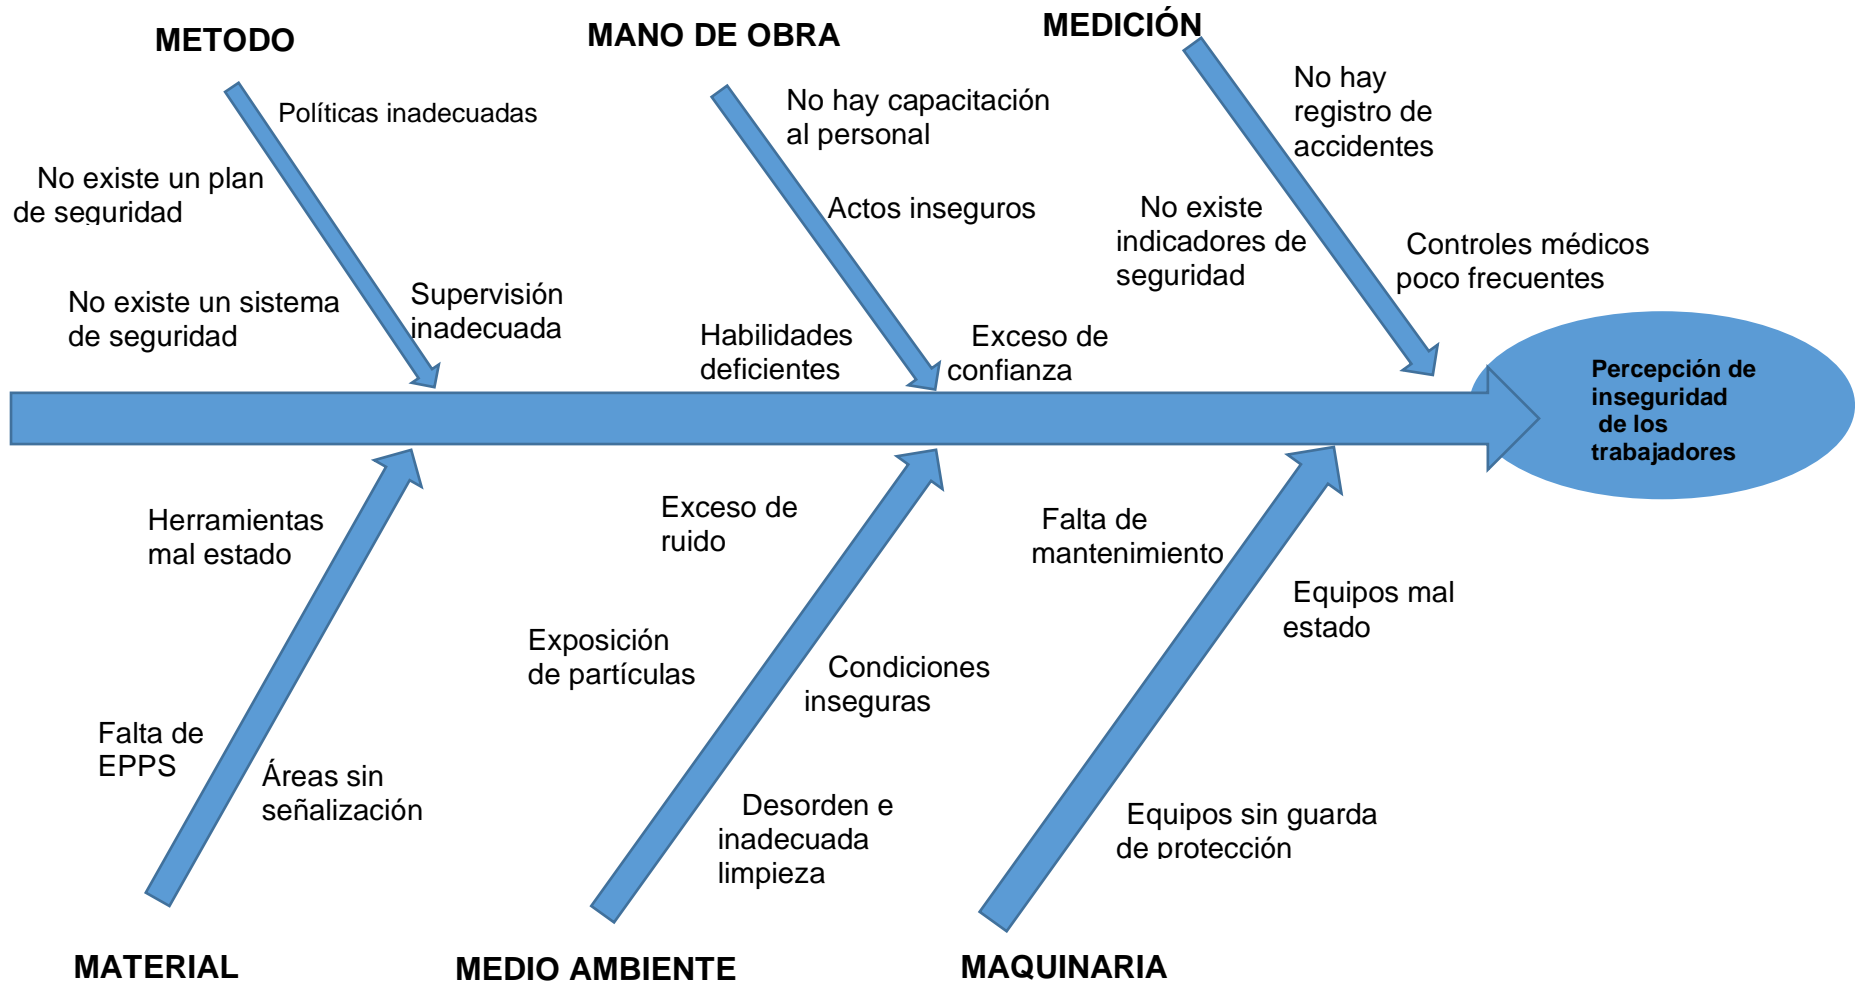 METODO
MANO DE OBRA
MEDICIÓN
Políticas inadecuadas
No existe un plan
de seguridad
No existe un sistema
de seguridad
Supervisión
inadecuada
No hay capacitación
al personal
Actos inseguros
Habilidades
deficientes
Exceso de
confianza
No hay
registro de
accidentes
No existe
indicadores de
seguridad
Controles médicos
poco frecuentes
Percepción de
inseguridad
de los
trabajadores
Herramientas
mal estado
Falta de
EPPS
Áreas sin
señalización
Exceso de
ruido
Exposición
de partículas
Condiciones
inseguras
Desorden e
inadecuada
limpieza
Falta de
mantenimiento
Equipos mal
estado
Equipos sin guarda
de protección
MATERIAL
MEDIO AMBIENTE
MAQUINARIA